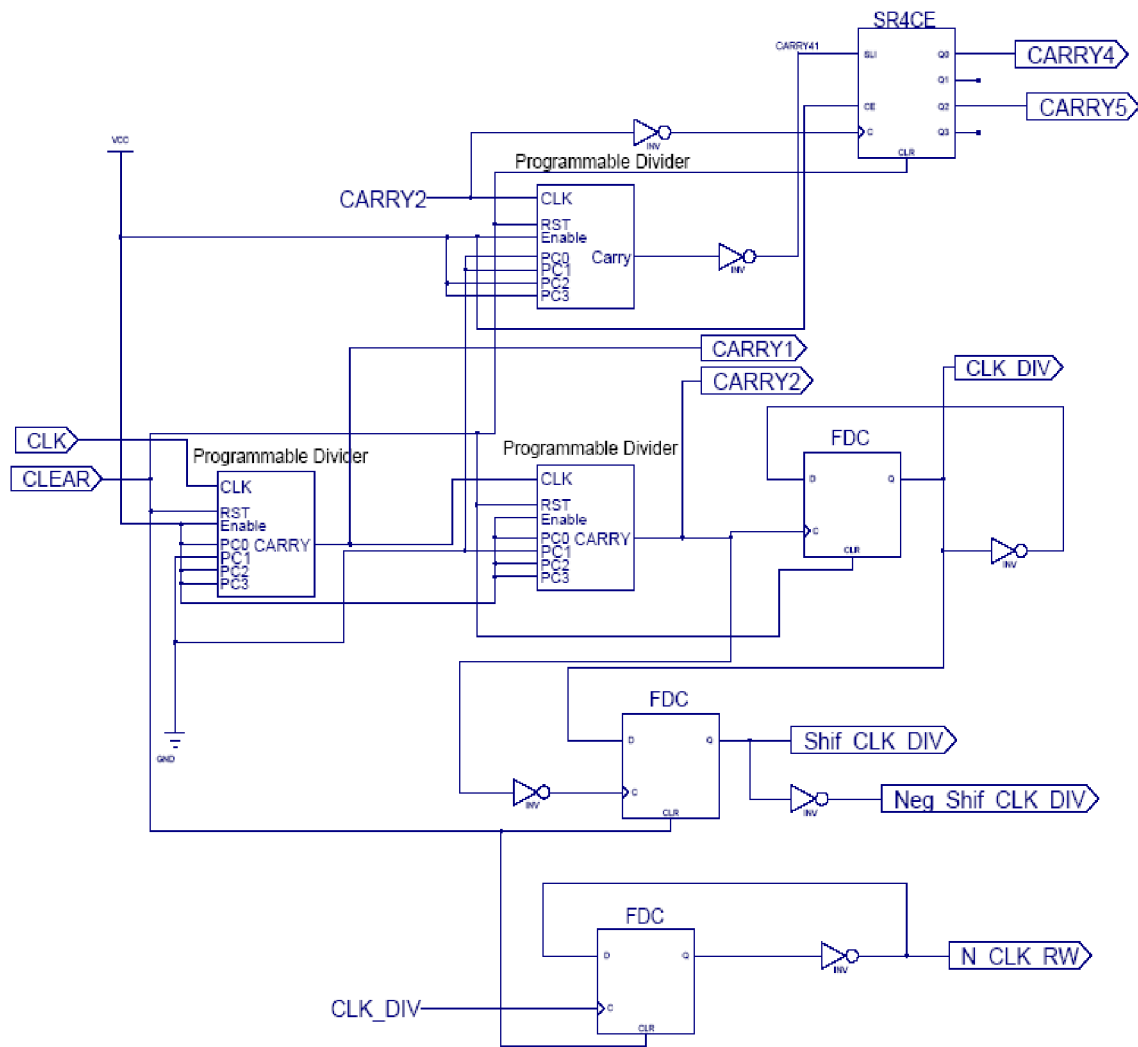 SR4CE
CARRY41
SLI
Q0
CARRY4
Q1
CE
Q2
CARRY5
C
Q3
CLR
VCC
INV
Programmable Divider
CARRY2
CLK
RST
Enable
PC0
PC1
PC2
PC3
Carry
INV
CARRY1
CARRY2
CLK_DIV
CLK
CLEAR
Programmable Divider
CLK
RST
Enable
PC0
PC1
PC2
PC3
CARRY
Programmable Divider
CLK
RST
Enable
PC0
PC1
PC2
PC3
CARRY
FDC
D
Q
C
CLR
INV
GND
FDC
D
Q
C
CLR
INV
Shif_CLK_DIV
INV
Neg_Shif_CLK_DIV
FDC
D
Q
C
CLR
CLK_DIV
INV
N_CLK_RW